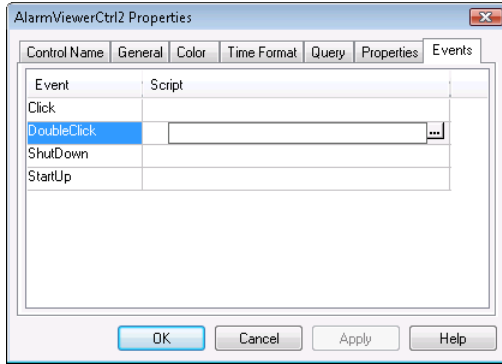 AlarmViewerCtrl2 Properties
Control Name General Color Time Format Query Properties Events
Event Script
Click
DoubleClick ...
ShutDown
StartUp
OK Cancel Apply Help